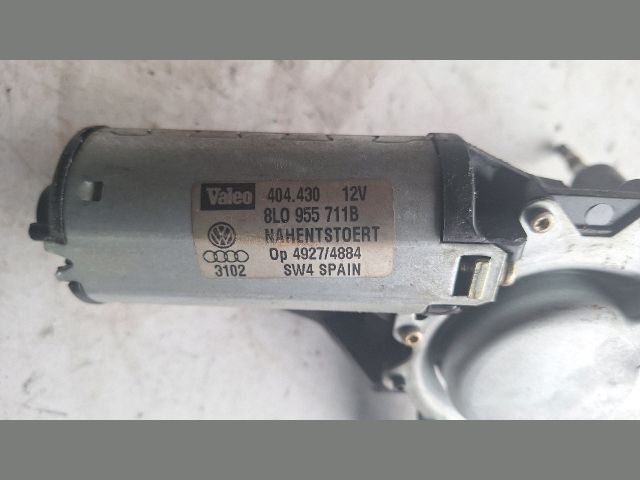 Valeo 404.430 12V
8L0 955 711B
NAHENTSTOERT
Op 4927/4884
3102 SW4 SPAIN